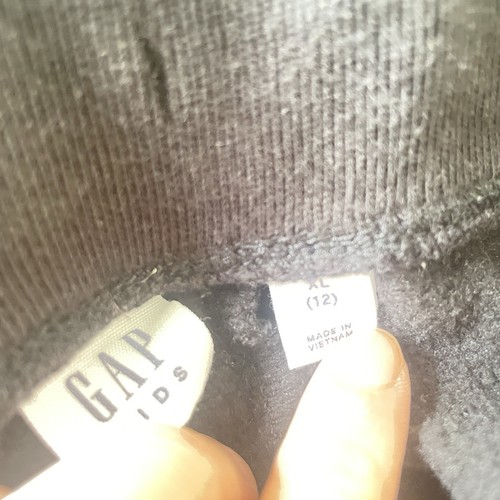 GAP
IDS
XL
(12)
MADE IN
VIETNAM